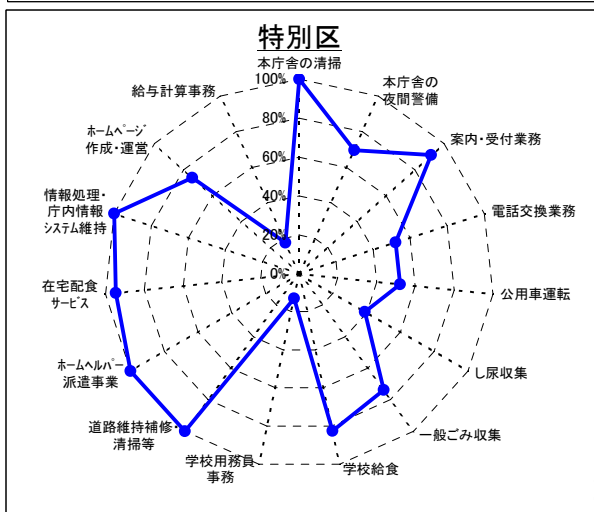 特別区
本庁舎の清掃
100%
80%
60%
40%
20%
0%
本庁舎の
夜間警備
案内・受付業務
電話交換業務
公用車運転
し尿収集
一般ごみ収集
学校給食
学校用務員
事務
道路維持補修・
清掃等
ホームヘルパー
派遣事業
在宅配食
サービス
情報処理・
庁内情報
システム維持
ホームページ
作成・運営
給与計算事務